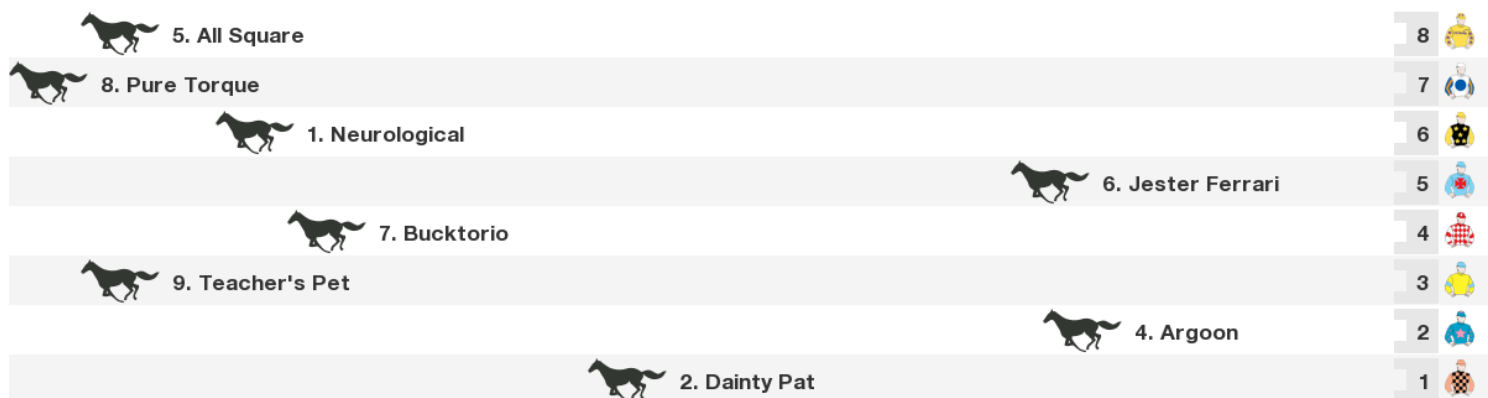 5. All Square 8
8. Pure Torque 7
1. Neurological 6
6. Jester Ferrari 5
7. Bucktorio 4
9. Teacher's Pet 3
4. Argoon 2
2. Dainty Pat 1